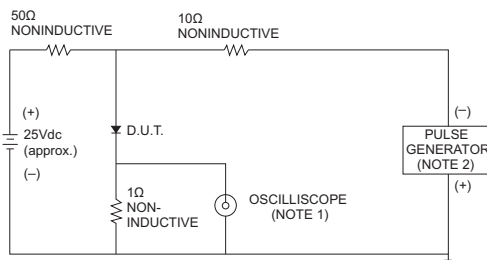 50Ω
NONINDUCTIVE
10Ω
NONINDUCTIVE
(+)
25Vdc
(approx.)
(–)
D.U.T.
1Ω
NON-
INDUCTIVE
OSCILLISCOPE
(NOTE 1)
(–)
PULSE
GENERATOR
(NOTE 2)
(+)